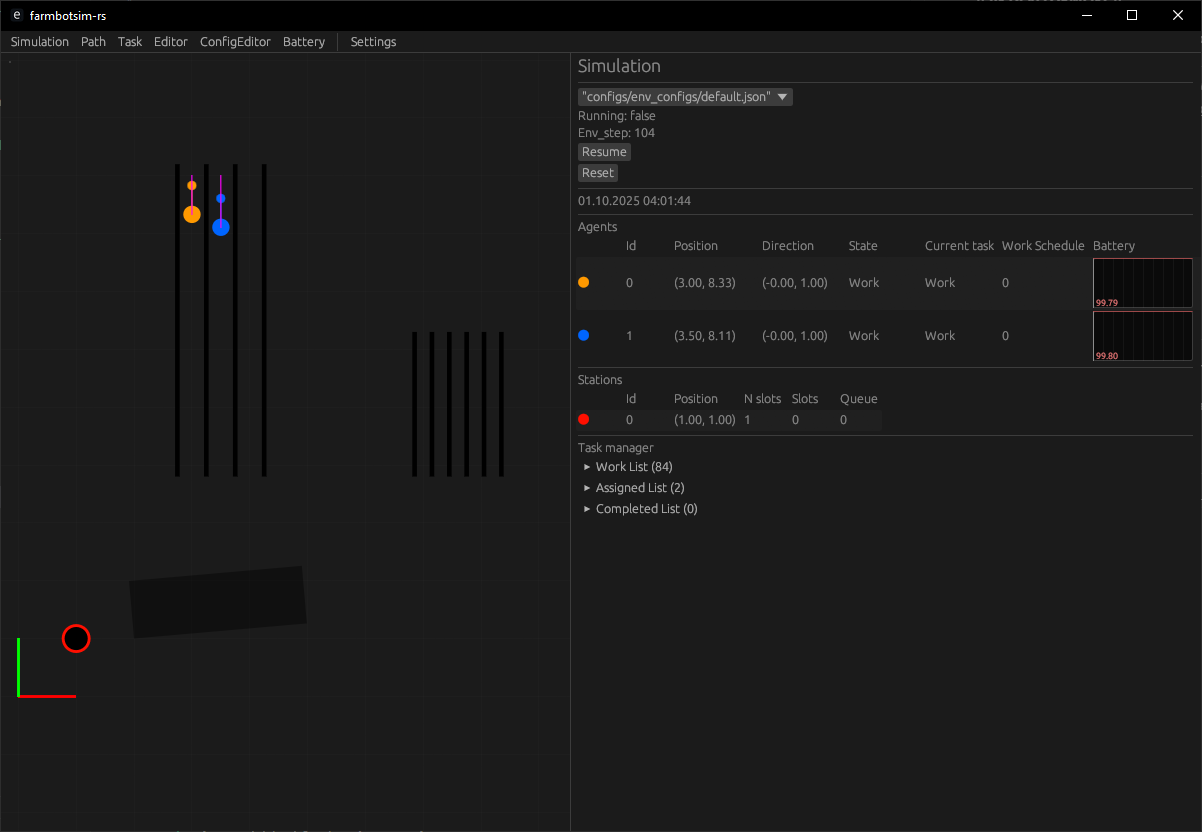 e farmbotsim-rs
Simulation Path Task Editor ConfigEditor Battery Settings
Simulation
"configs/env_configs/default.json"
Running: false
Env_step: 104
Resume
Reset
01.10.2025 04:01:44
Agents
Id Position Direction State Current task Work Schedule Battery
0 (3.00, 8.33) (-0.00, 1.00) Work Work 0 99.79
1 (3.50, 8.11) (-0.00, 1.00) Work Work 0 99.80
Stations
Id Position N slots Slots Queue
0 (1.00, 1.00) 1 0 0
Task manager
Work List (84)
Assigned List (2)
Completed List (0)